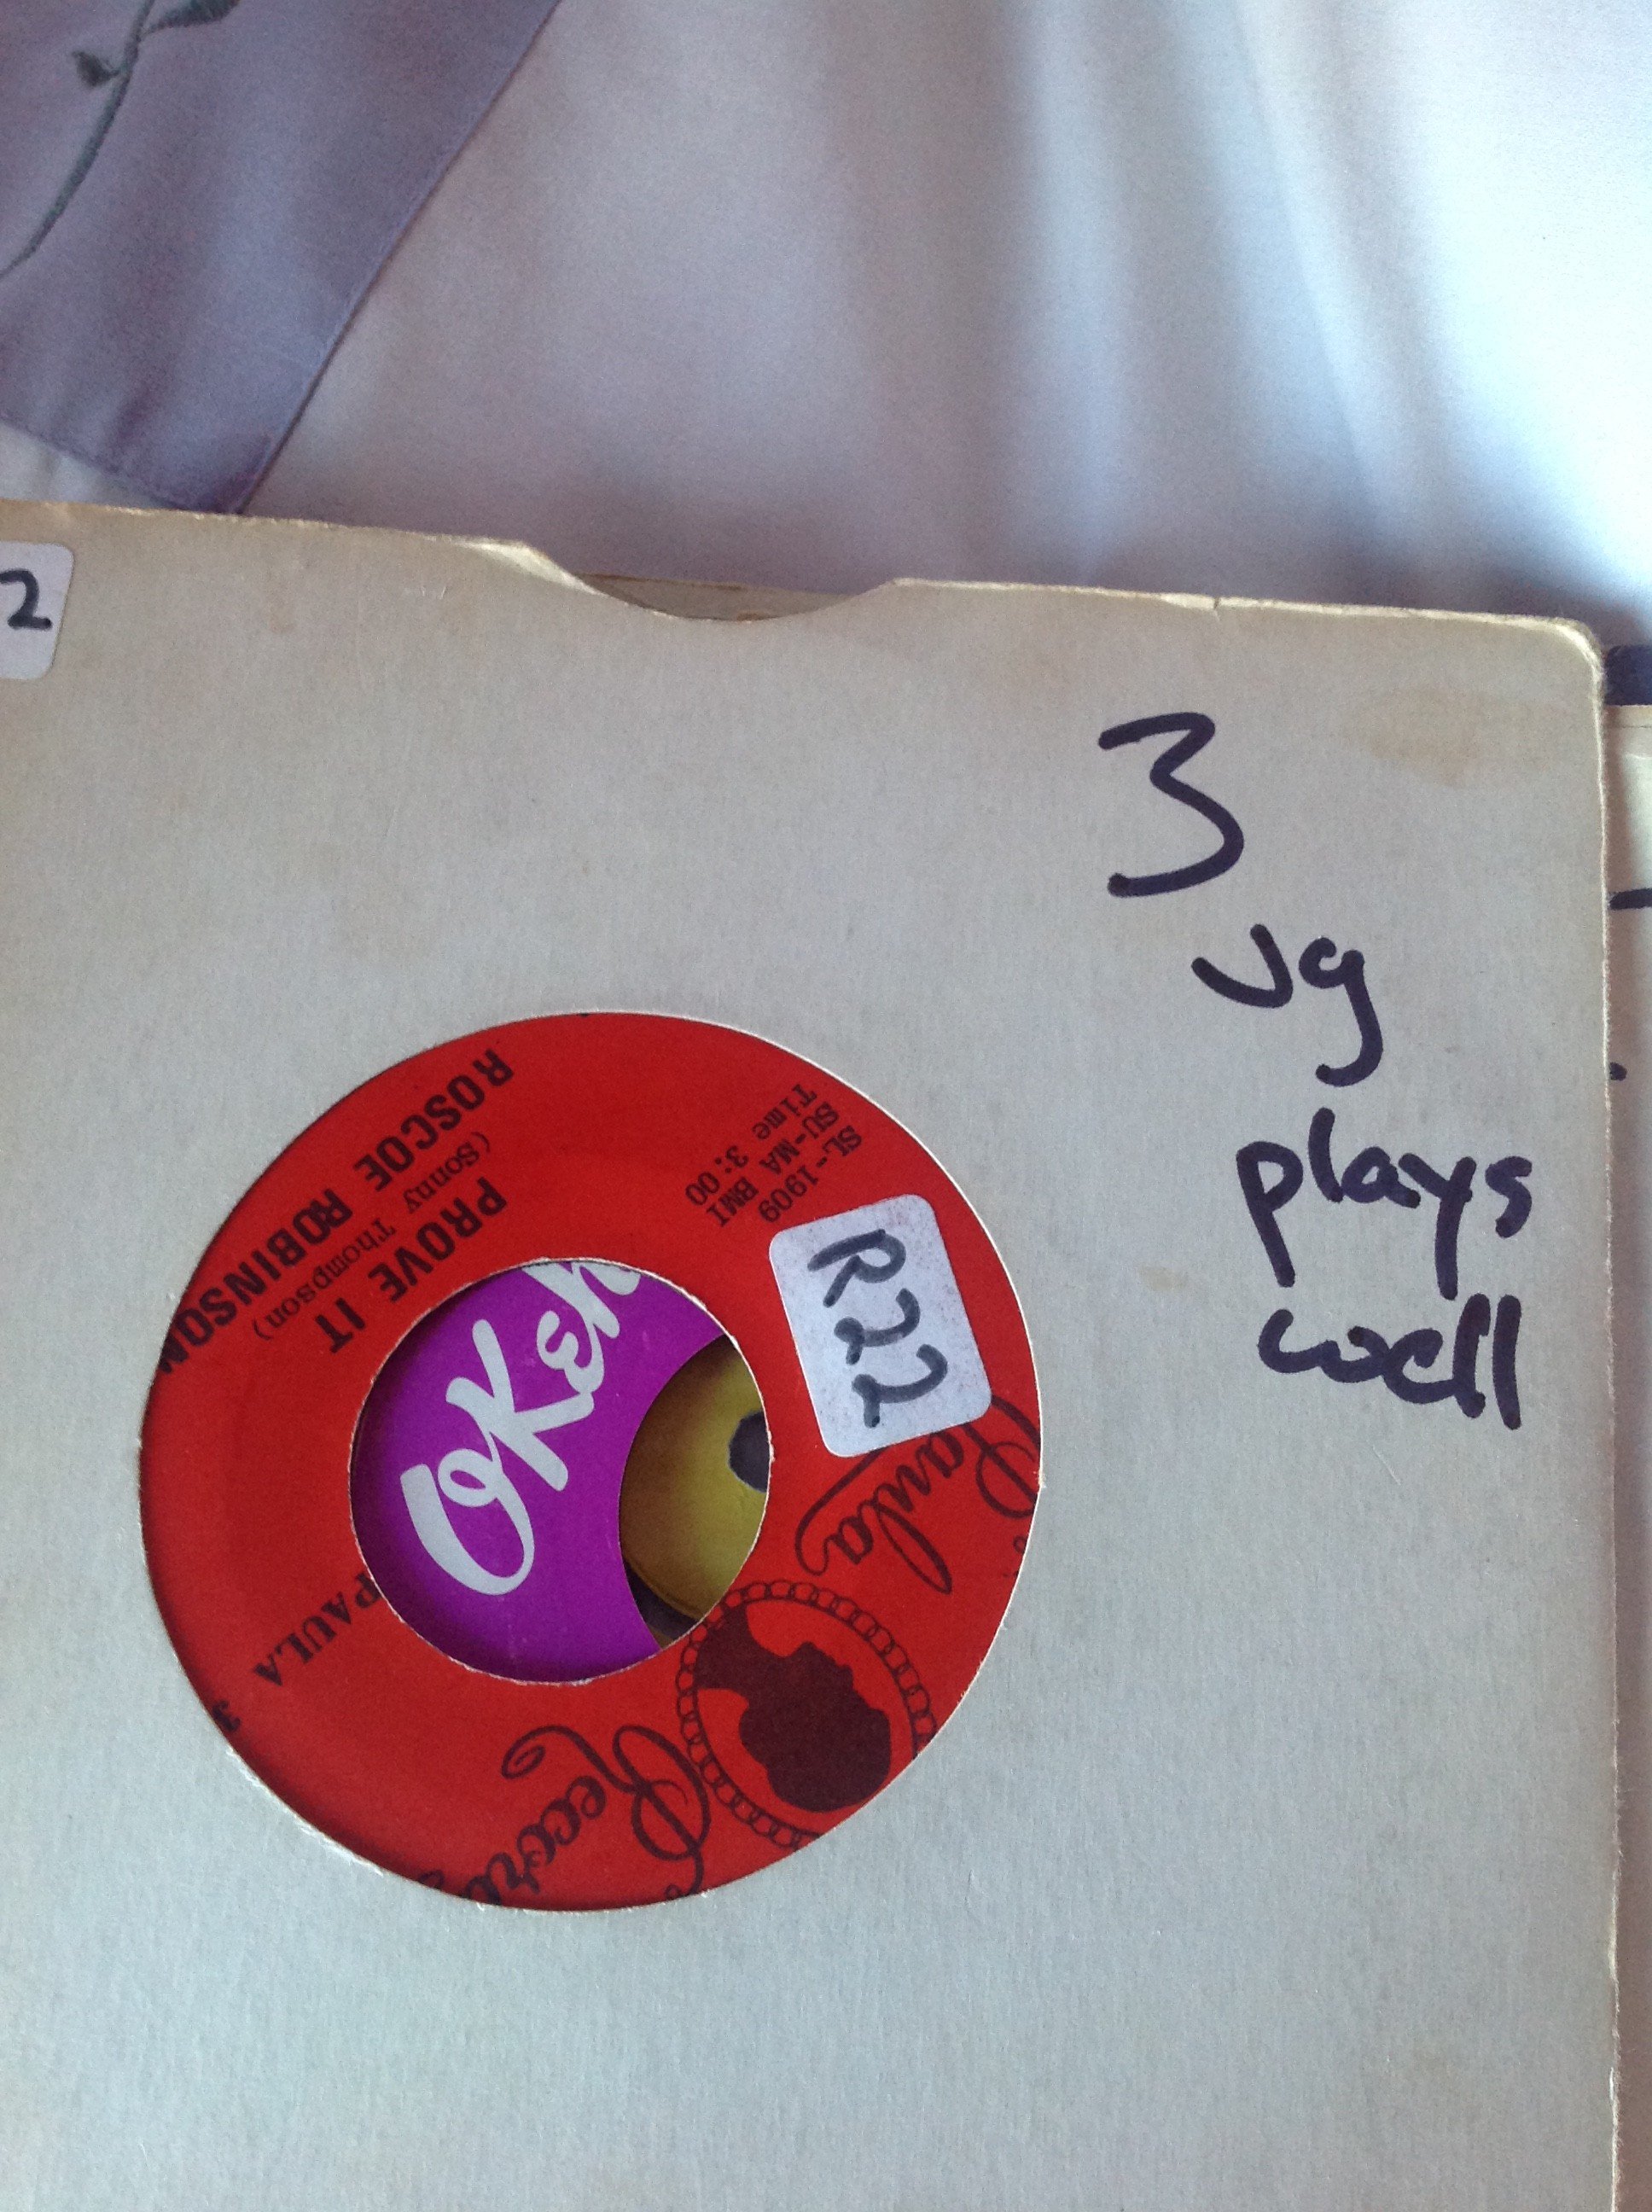 2
3
vg
plays
well
R22
SL-1909
SU-MA BMI
Time 3:00
PROVE IT
(Sonny Thompson)
ROSCOE ROBINSON
Paula
Records
PAULA
OKeh